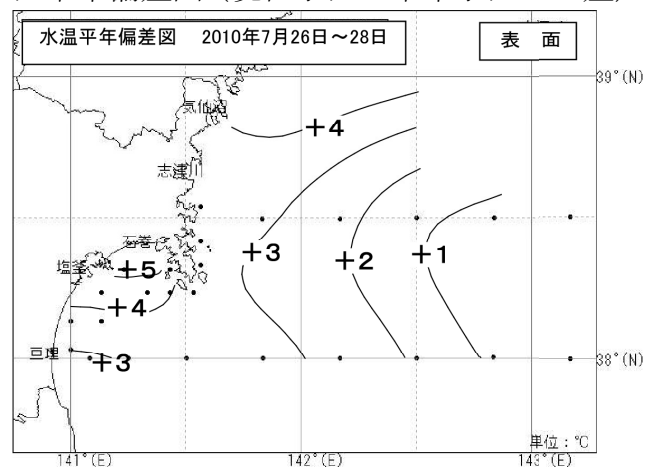 水温平年偏差図 2010年7月26日～28日
表 面
39°(N)
気仙沼
+4
志津川
石巻
+3
+2
+1
塩釜
+5
+4
亘理
+3
38°(N)
単位：℃
141°(E)
142°(E)
143°(E)